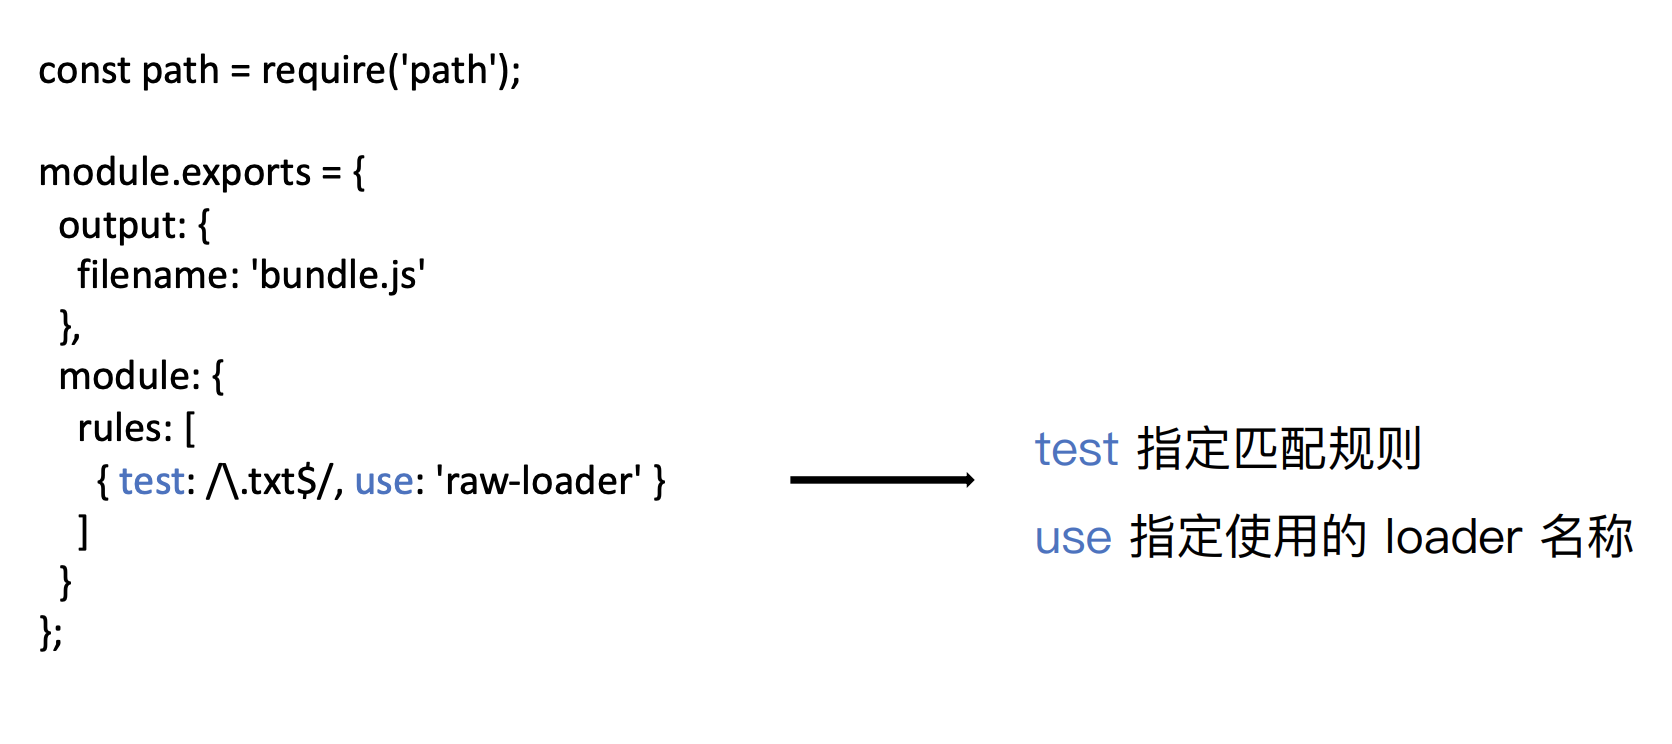 const path = require('path');
module.exports = {
output: {
filename: 'bundle.js'
},
module: {
rules: [
{ test: /\.txt$/, use: 'raw-loader' }
]
}
};
test 指定匹配规则
use 指定使用的 loader 名称